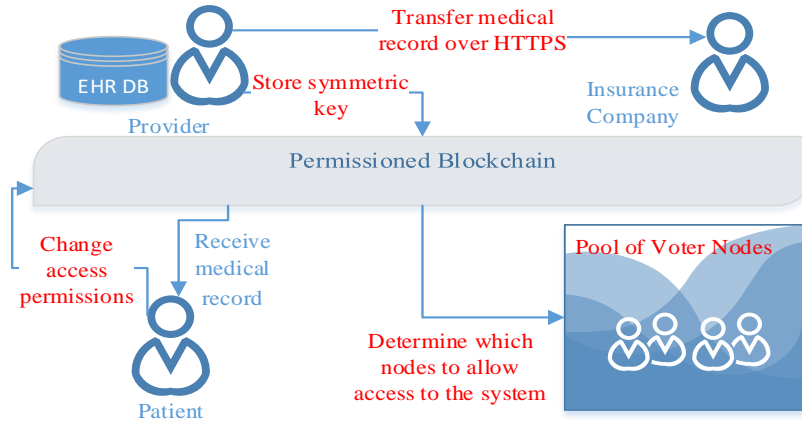 Transfer medical
record over HTTPS
EHR DB
Store symmetric
key
Provider
Insurance
Company
Permissioned Blockchain
Change
access
permissions
Receive
medical
record
Pool of Voter Nodes
Determine which
nodes to allow
access to the system
Patient